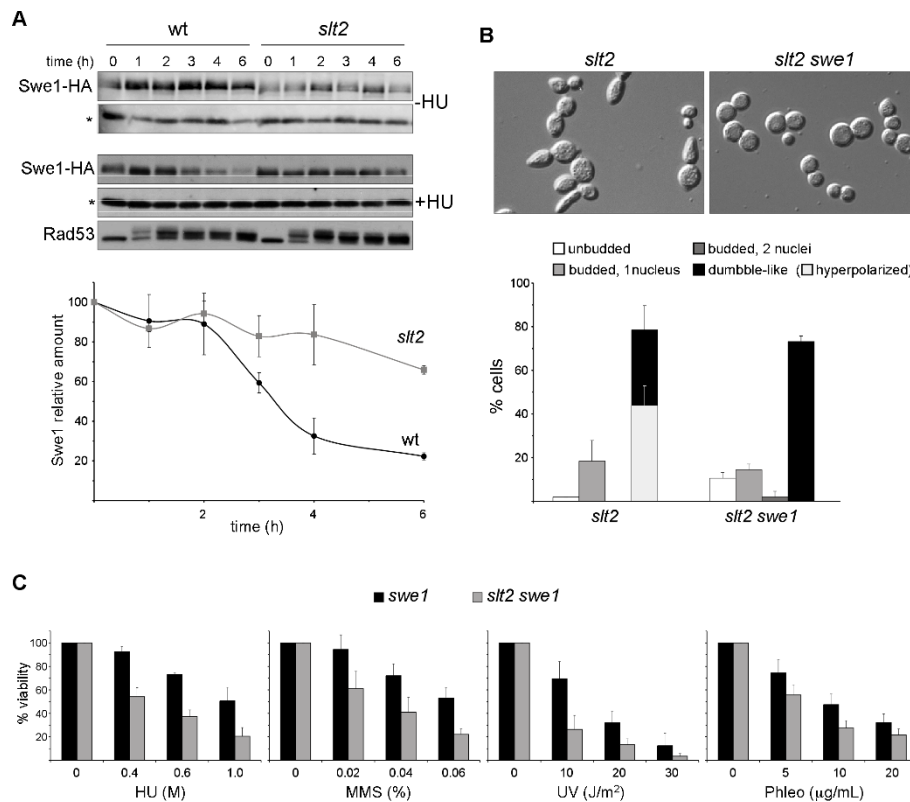 A
wt slt2
time (h) 0 1 2 3 4 6 0 1 2 3 4 6
Swe1-HA
-HU
*
Swe1-HA
*
+HU
Rad53
100
80
60
40
20
Swe1 relative amount
slt2
wt
2 4 6
time (h)
B
slt2 slt2 swe1
unbudded budded, 2 nuclei
budded, 1nucleus dumbble-like ( hyperpolarized)
100
80
60
40
20
% cells
slt2 slt2 swe1
C
swe1 slt2 swe1
100
80
60
40
20
% viability
0 0.4 0.6 1.0
HU (M)
0 0.02 0.04 0.06
MMS (%)
0 10 20 30
UV (J/m²)
0 5 10 20
Phleo (µg/mL)